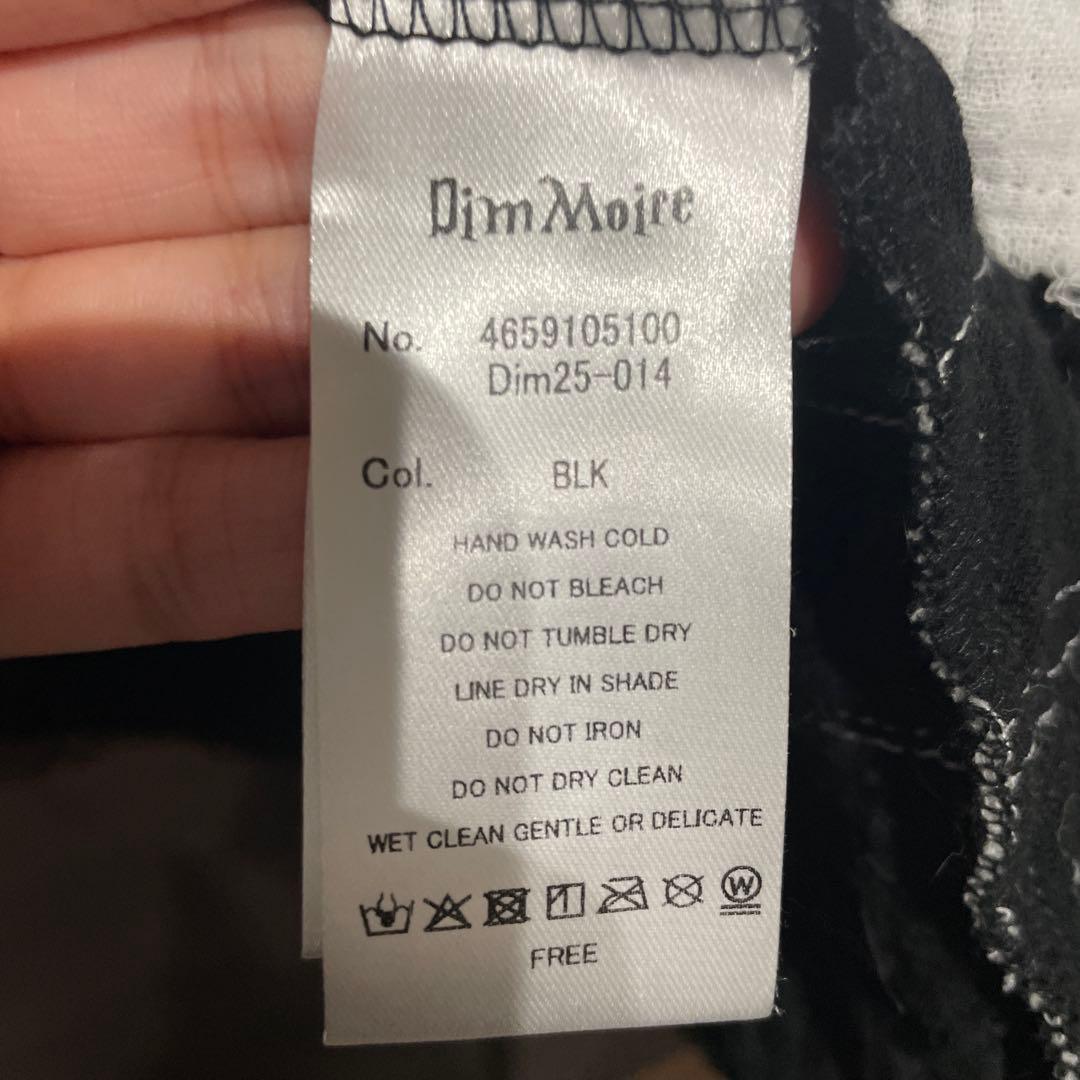 Dim Moire
No. 4659105100
Dim25-014
Col. BLK
HAND WASH COLD
DO NOT BLEACH
DO NOT TUMBLE DRY
LINE DRY IN SHADE
DO NOT IRON
DO NOT DRY CLEAN
WET CLEAN GENTLE OR DELICATE
W
FREE